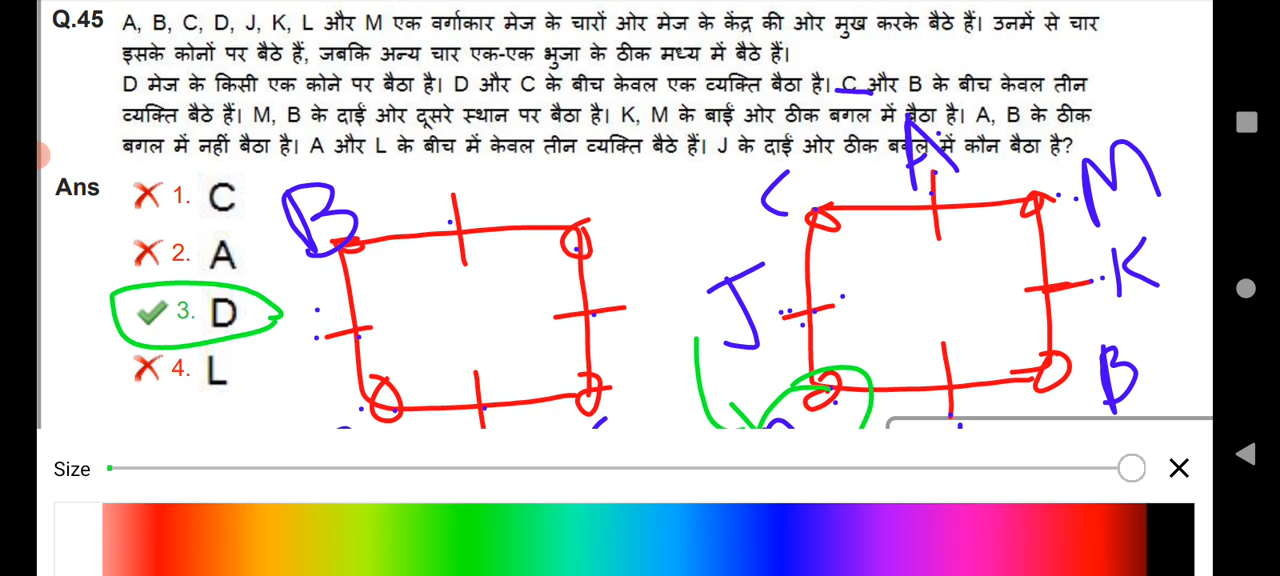 Q.45 A, B, C, D, J, K, L और M एक वर्गाकार मेज के चारों ओर मेज के केंद्र की ओर मुख करके बैठे हैं। उनमें से चार
इसके कोनों पर बैठे हैं, जबकि अन्य चार एक-एक भुजा के ठीक मध्य में बैठे हैं।
D मेज के किसी एक कोने पर बैठा है। D और C के बीच केवल एक व्यक्ति बैठा है। C और B के बीच केवल तीन
व्यक्ति बैठे हैं। M, B के दाईं ओर दूसरे स्थान पर बैठा है। K, M के बाईं ओर ठीक बगल में बैठा है। A, B के ठीक
बगल में नहीं बैठा है। A और L के बीच में केवल तीन व्यक्ति बैठे हैं। J के दाईं ओर ठीक बगल में कौन बैठा है?
Ans 1. C
2. A
3. D
4. L
B
A
C
M
K
J
B
Size